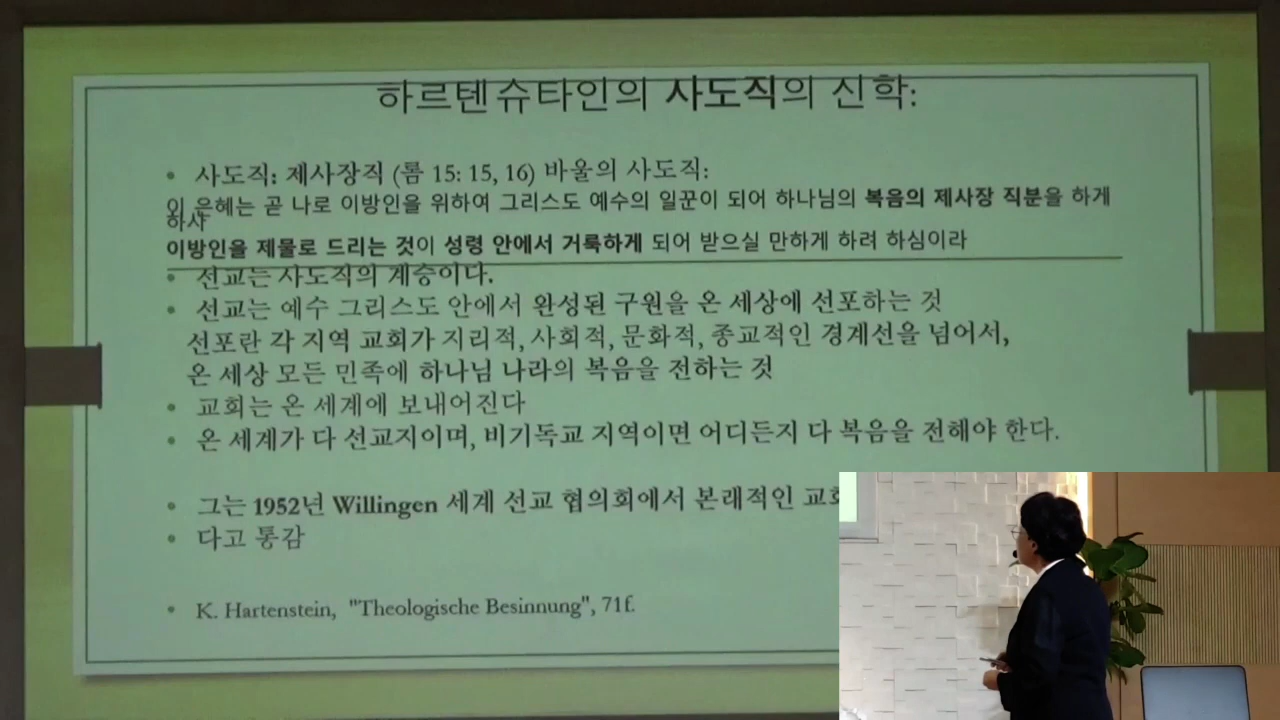 하르텐슈타인의 사도직의 신학:
• 사도직: 제사장직 (롬 15: 15, 16) 바울의 사도직:
이 은혜는 곧 나로 이방인을 위하여 그리스도 예수의 일꾼이 되어 하나님의 복음의 제사장 직분을 하게
하사
이방인을 제물로 드리는 것이 성령 안에서 거룩하게 되어 받으실 만하게 하려 하심이라
• 선교는 사도직의 계승이다.
• 선교는 예수 그리스도 안에서 완성된 구원을 온 세상에 선포하는 것
선포란 각 지역 교회가 지리적, 사회적, 문화적, 종교적인 경계선을 넘어서,
온 세상 모든 민족에 하나님 나라의 복음을 전하는 것
• 교회는 온 세계에 보내어진다
• 온 세계가 다 선교지이며, 비기독교 지역이면 어디든지 다 복음을 전해야 한다.
• 그는 1952년 Willingen 세계 선교 협의회에서 본래적인
• 다고 통감
• K. Hartenstein, "Theologische Besinnung", 71f.